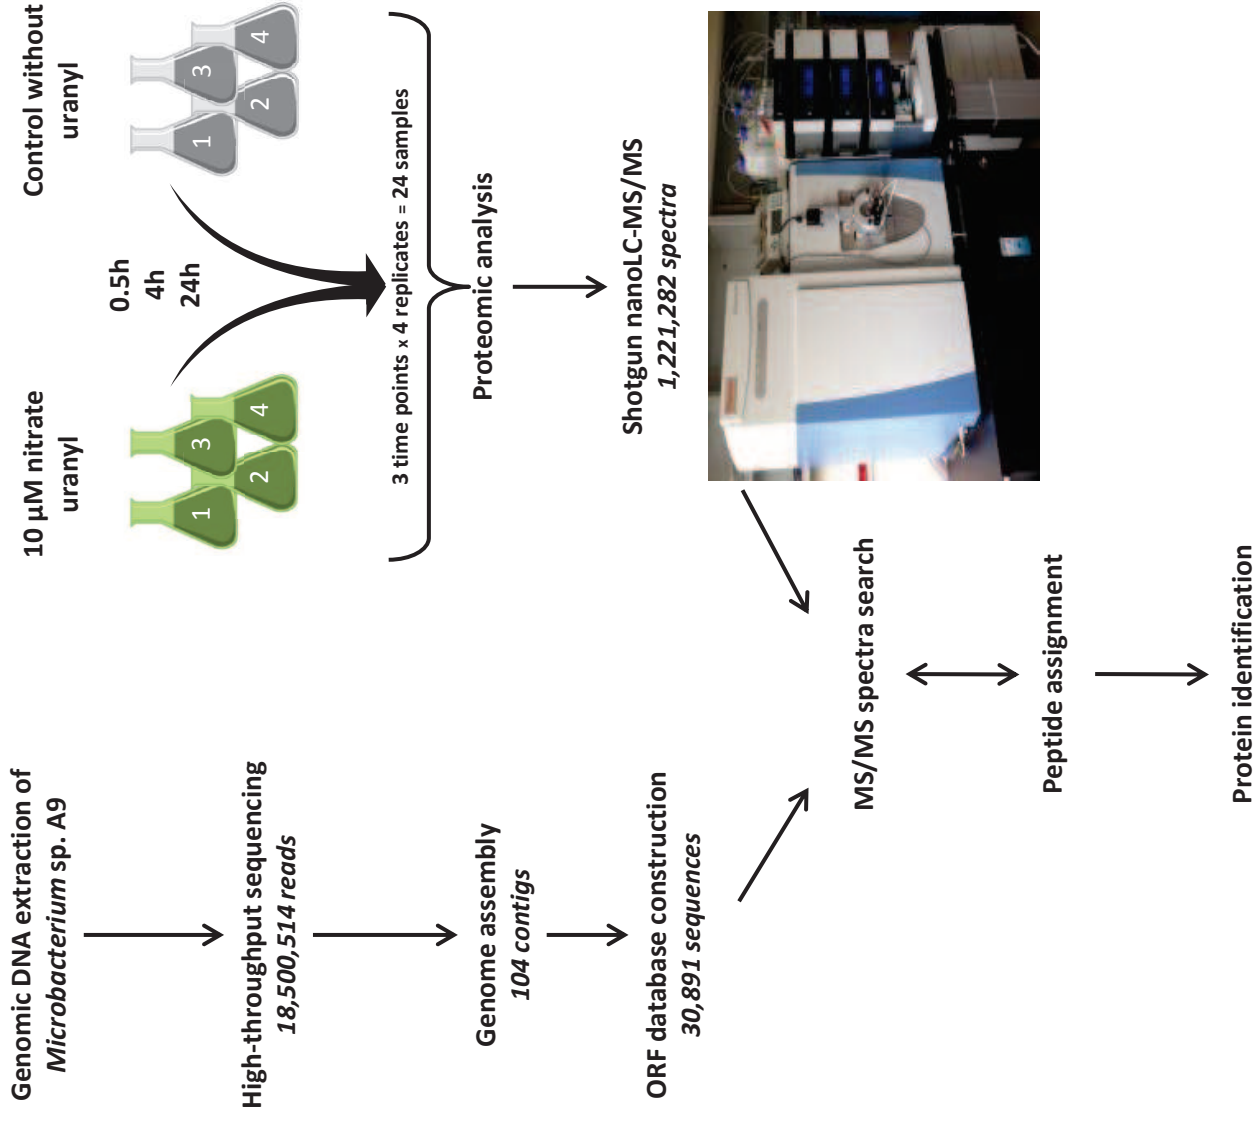 Genomic DNA extraction of
Microbacterium sp. A9
High-throughput sequencing
18,500,514 reads
Genome assembly
104 contigs
ORF database construction
30,891 sequences
10 µM nitrate
uranyl
1
2
3
4
0.5h
4h
24h
Control without
uranyl
1
2
3
4
3 time points x 4 replicates = 24 samples
Proteomic analysis
Shotgun nanoLC-MS/MS
1,221,282 spectra
MS/MS spectra search
Peptide assignment
Protein identification